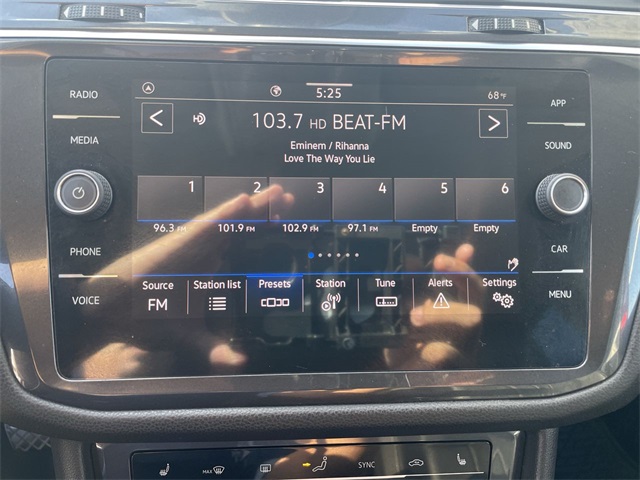 RADIO
MEDIA
PHONE
VOICE
5:25
68 °F
103.7 HD BEAT-FM
Eminem / Rihanna
Love The Way You Lie
1 2 3 4 5 6
96.3 FM 101.9 FM 102.9 FM 97.1 FM Empty Empty
Source Station list Presets Station Tune Alerts Settings
FM
APP
SOUND
CAR
MENU
MAX SYNC